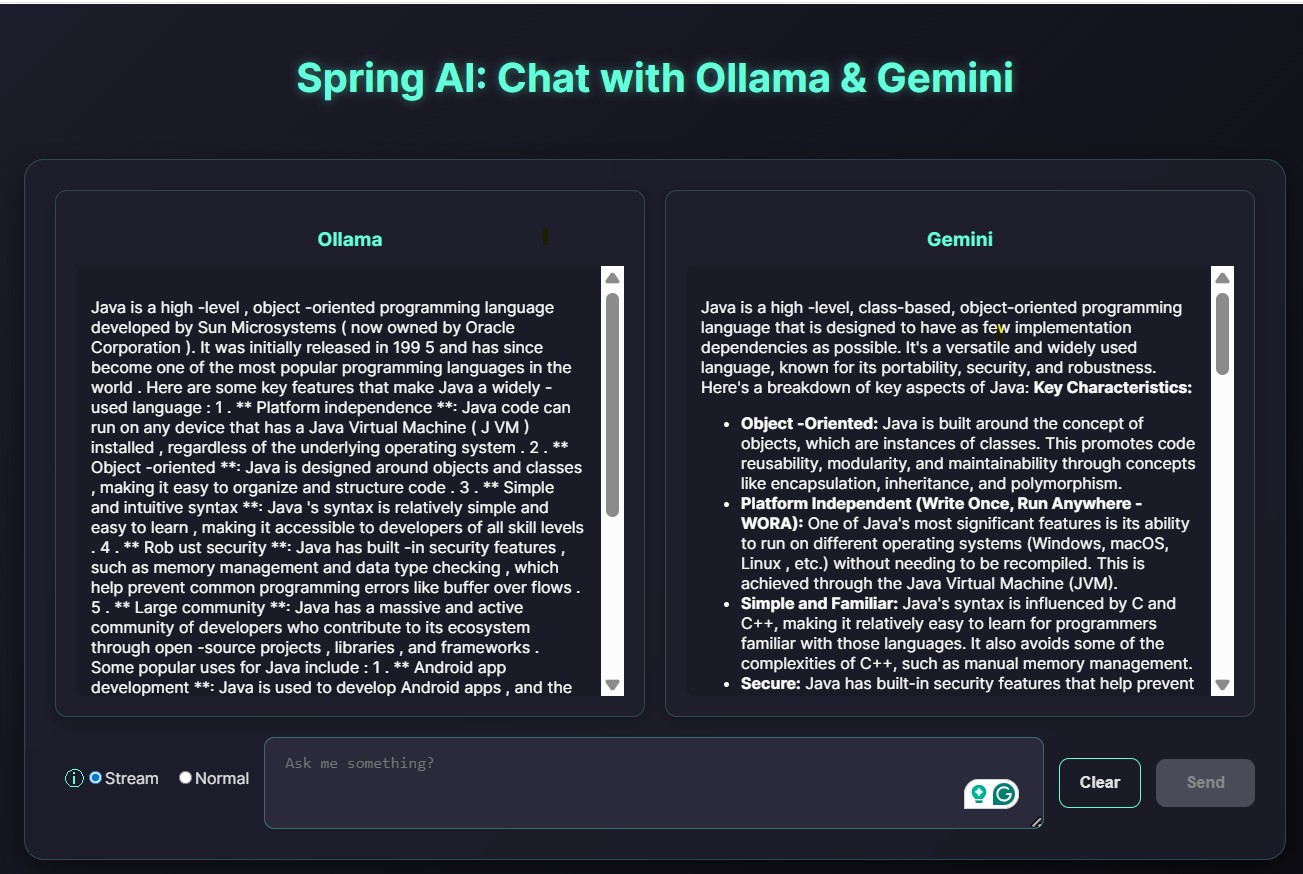 Spring AI: Chat with Ollama & Gemini
Ollama
Java is a high -level , object -oriented programming language
developed by Sun Microsystems ( now owned by Oracle
Corporation ). It was initially released in 199 5 and has since
become one of the most popular programming languages in the
world . Here are some key features that make Java a widely -
used language : 1 . ** Platform independence **: Java code can
run on any device that has a Java Virtual Machine ( J VM )
installed , regardless of the underlying operating system . 2 . **
Object -oriented **: Java is designed around objects and classes
, making it easy to organize and structure code . 3 . ** Simple
and intuitive syntax **: Java 's syntax is relatively simple and
easy to learn , making it accessible to developers of all skill levels
. 4 . ** Rob ust security **: Java has built -in security features ,
such as memory management and data type checking , which
help prevent common programming errors like buffer over flows .
5 . ** Large community **: Java has a massive and active
community of developers who contribute to its ecosystem
through open -source projects , libraries , and frameworks .
Some popular uses for Java include : 1 . ** Android app
development **: Java is used to develop Android apps , and the
Gemini
Java is a high -level, class-based, object-oriented programming
language that is designed to have as few implementation
dependencies as possible. It's a versatile and widely used
language, known for its portability, security, and robustness.
Here's a breakdown of key aspects of Java: Key Characteristics:
• Object -Oriented: Java is built around the concept of
objects, which are instances of classes. This promotes code
reusability, modularity, and maintainability through concepts
like encapsulation, inheritance, and polymorphism.
• Platform Independent (Write Once, Run Anywhere -
WORA): One of Java's most significant features is its ability
to run on different operating systems (Windows, macOS,
Linux , etc.) without needing to be recompiled. This is
achieved through the Java Virtual Machine (JVM).
• Simple and Familiar: Java's syntax is influenced by C and
C++, making it relatively easy to learn for programmers
familiar with those languages. It also avoids some of the
complexities of C++, such as manual memory management.
• Secure: Java has built-in security features that help prevent
Stream
Normal
Ask me something?
Clear
Send